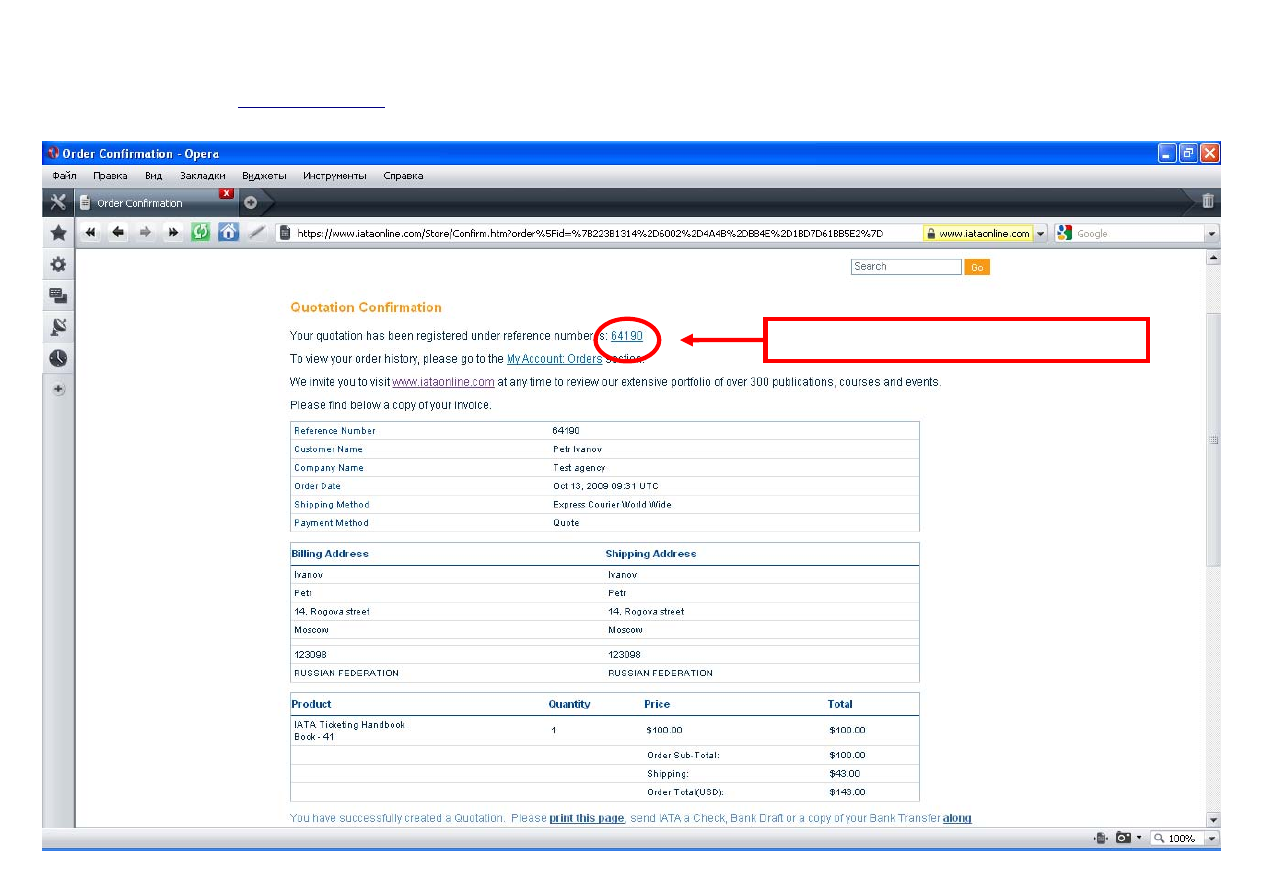 Order Confirmation - Opera
Файл Правка Вид Закладки Виджеты Инструменты Справка
Order Confirmation
https://www.iataonline.com/Store/Confirm.htm?order%5Fid=%7B223B1314%2D6002%2D4A4B%2DBB4E%2D1BD7D61BB5E2%7D www.iataonline.com Google
Search Go
Quotation Confirmation
Your quotation has been registered under reference number is: 64190
To view your order history, please go to the My Account: Orders section.
We invite you to visit www.iataonline.com at any time to review our extensive portfolio of over 300 publications, courses and events.
Please find below a copy of your invoice.
Reference Number 64190
Customer Name Petr Ivanov
Company Name Test agency
Order Date Oct 13, 2009 09:31 UTC
Shipping Method Express Courier World Wide
Payment Method Quote
Billing Address Shipping Address
Ivanov Ivanov
Petr Petr
14, Rogova street 14, Rogova street
Moscow Moscow
123098 123098
RUSSIAN FEDERATION RUSSIAN FEDERATION
Product Quantity Price Total
IATA Ticketing Handbook
Book - 41 1 $100.00 $100.00
Order Sub-Total: $100.00
Shipping: $43.00
Order Total(USD): $143.00
You have successfully created a Quotation. Please print this page, send IATA a Check, Bank Draft or a copy of your Bank Transfer along
100%